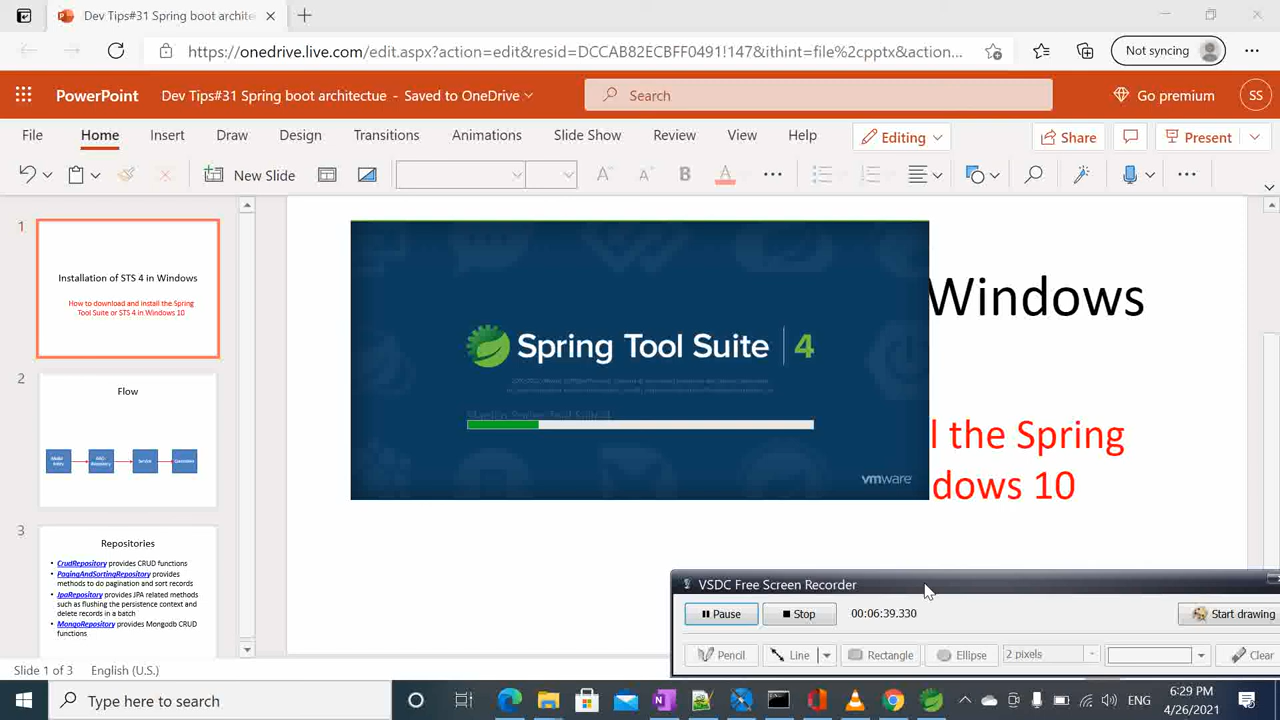 Dev Tips#31 Spring boot archite
https://onedrive.live.com/edit.aspx?action=edit&resid=DCCAB82ECBFF0491!147&ithint=file%2cpptx&action...
Not syncing
PowerPoint
Dev Tips#31 Spring boot architectue - Saved to OneDrive
Search
Go premium
SS
File Home Insert Draw Design Transitions Animations Slide Show Review View Help
Editing
Share
Present
New Slide
B
A
1
Installation of STS 4 in Windows
How to download and install the Spring
Tool Suite or STS 4 in Windows 10
2
Flow
Service
3
Repositories
• CrudRepository provides CRUD functions
• PagingAndSortingRepository provides
methods to do pagination and sort records
• JpaRepository provides JPA related methods
such as flushing the persistence context and
delete records in a batch
• MongoRepository provides Mongodb CRUD
functions
Windows
l the Spring
dows 10
Spring Tool Suite 4
vmware
VSDC Free Screen Recorder
Pause
Stop
00:06:39.330
Start drawing
Pencil
Line
Rectangle
Ellipse
2 pixels
Clear
Slide 1 of 3
English (U.S.)
Type here to search
ENG
6:29 PM
4/26/2021